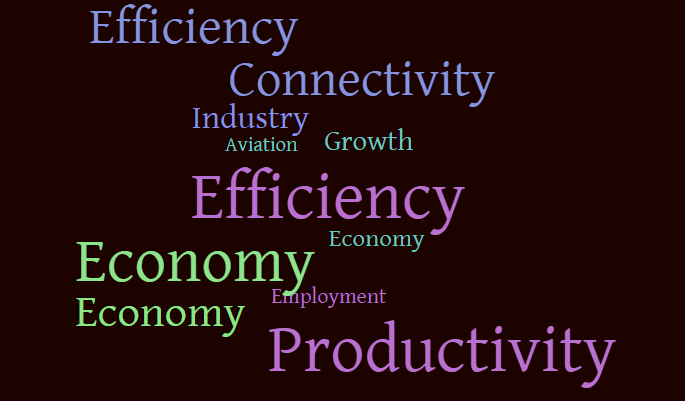 Efficiency
Connectivity
Industry
Aviation Growth
Efficiency
Economy
Economy
Employment
Economy
Productivity